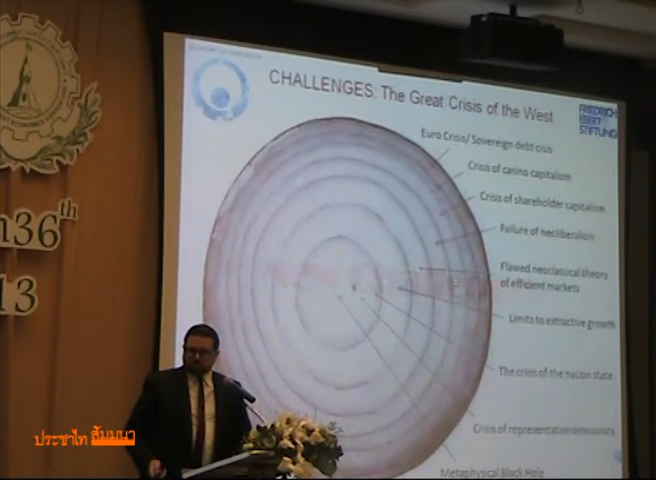 CHALLENGES: The Great Crisis of the West
FRIEDRICH
EBERT
STIFTUNG
Euro Crisis/ Sovereign debt crisis
Crisis of casino capitalism
Crisis of shareholder capitalism
Failure of neoliberalism
Flawed neoclassical theory
of efficient markets
Limits to extractive growth
The crisis of the nation state
Crisis of representative democracy
Metaphysical Black Hole
36th
13
ประชาไท